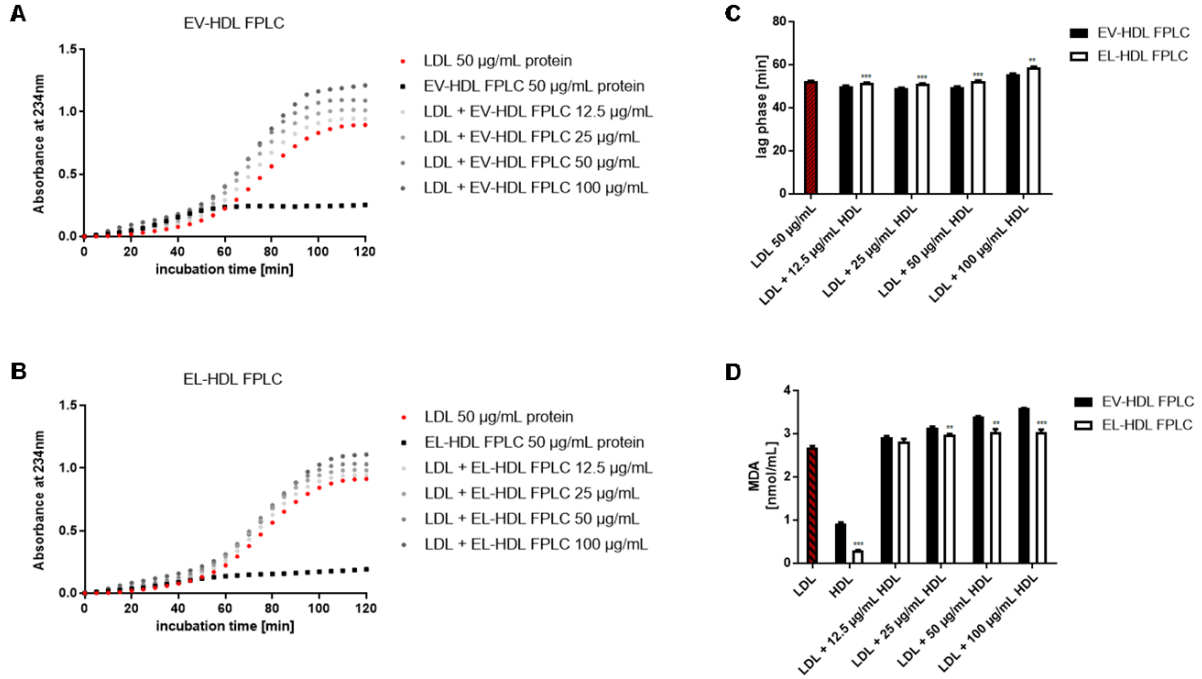 A
EV-HDL FPLC
Absorbance at 234nm
1.5
1.0
0.5
0.0
0 20 40 60 80 100 120
incubation time [min]
LDL 50 µg/mL protein
EV-HDL FPLC 50 µg/mL protein
LDL + EV-HDL FPLC 12.5 µg/mL
LDL + EV-HDL FPLC 25 µg/mL
LDL + EV-HDL FPLC 50 µg/mL
LDL + EV-HDL FPLC 100 µg/mL
C
lag phase [min]
80
60
40
20
0
*** *** *** **
LDL 50 µg/mL
LDL + 12.5 µg/mL HDL
LDL + 25 µg/mL HDL
LDL + 50 µg/mL HDL
LDL + 100 µg/mL HDL
EV-HDL FPLC
EL-HDL FPLC
B
EL-HDL FPLC
Absorbance at 234nm
1.5
1.0
0.5
0.0
0 20 40 60 80 100 120
incubation time [min]
LDL 50 µg/mL protein
EL-HDL FPLC 50 µg/mL protein
LDL + EL-HDL FPLC 12.5 µg/mL
LDL + EL-HDL FPLC 25 µg/mL
LDL + EL-HDL FPLC 50 µg/mL
LDL + EL-HDL FPLC 100 µg/mL
D
MDA
[nmol/mL]
4
3
2
1
0
*** ** ** ***
LDL
HDL
LDL + 12.5 µg/mL HDL
LDL + 25 µg/mL HDL
LDL + 50 µg/mL HDL
LDL + 100 µg/mL HDL
EV-HDL FPLC
EL-HDL FPLC